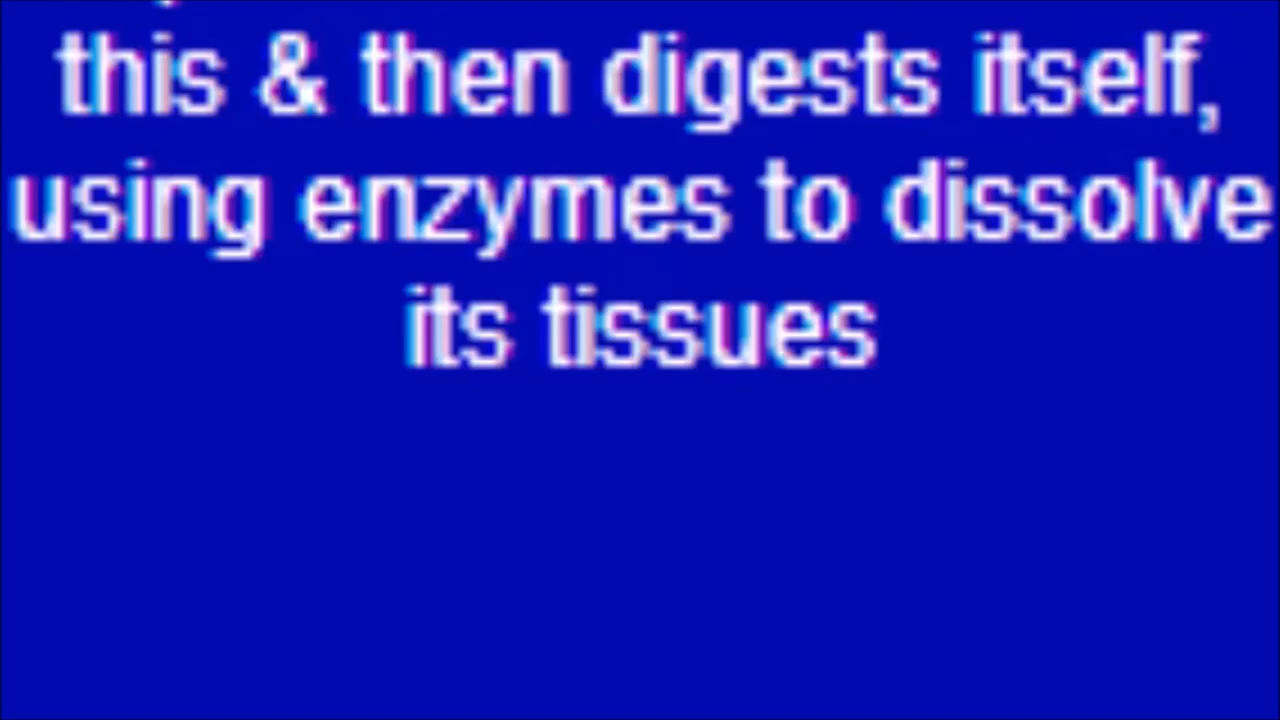 this & then digests itself,
using enzymes to dissolve
its tissues